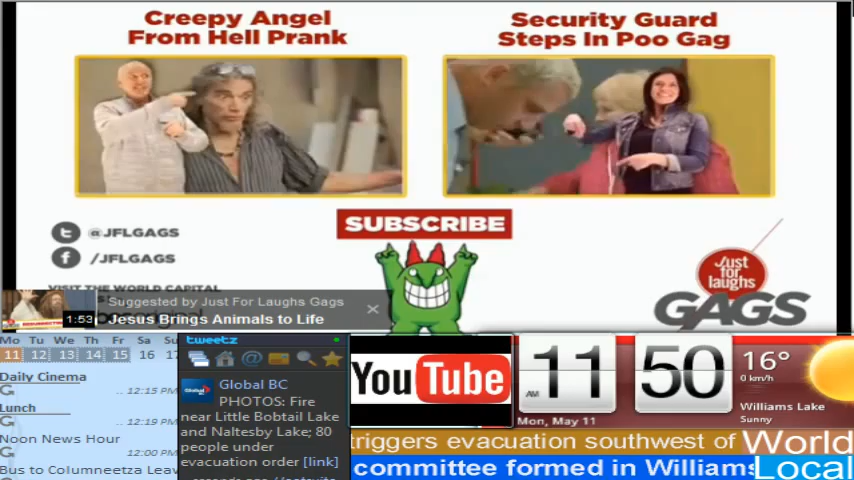 Creepy Angel
From Hell Prank
Security Guard
Steps In Poo Gag
@JFLGAGS
/JFLGAGS
VISIT THE WORLD CAPITAL
SUBSCRIBE
Just
for
laughs
GAGS
Suggested by Just For Laughs Gags
Jesus Brings Animals to Life
1:53
Mo Tu We Th Fr Sa Su
11 12 13 14 15 16 17
Daily Cinema
.. 12:15 PM
Lunch
.. 12:19 PM
Noon News Hour
12:00 PM
Bus to Columneetza Leav
tweetz
Global BC
PHOTOS: Fire
near Little Bobtail Lake
and Naltesby Lake; 80
people under
evacuation order [link]
YouTube
AM 11 50
Mon, May 11
16°
0 km/h
Williams Lake
Sunny
triggers evacuation southwest of World
committee formed in Williams Local